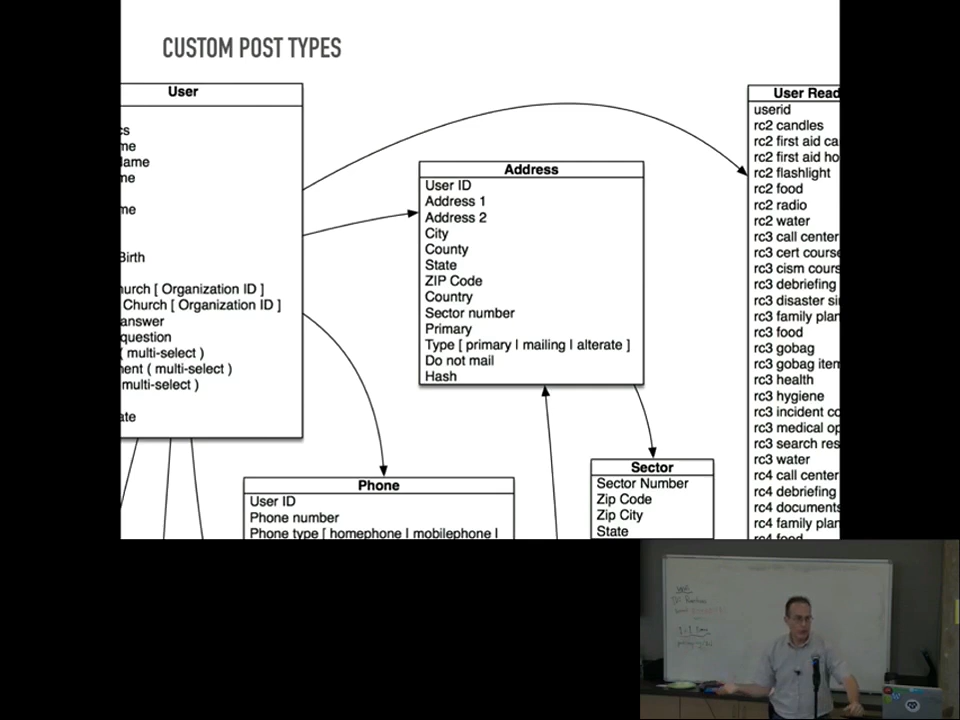 CUSTOM POST TYPES
User
cs
me
lame
me
me
Birth
urch [ Organization ID ]
Church [ Organization ID ]
answer
question
( multi-select )
nent ( multi-select )
multi-select )
ate
Address
User ID
Address 1
Address 2
City
County
State
ZIP Code
Country
Sector number
Primary
Type [ primary | mailing | alterate ]
Do not mail
Hash
User Read
userid
rc2 candles
rc2 first aid ca
rc2 first aid ho
rc2 flashlight
rc2 food
rc2 radio
rc2 water
rc3 call center
rc3 cert course
rc3 cism cours
rc3 debriefing
rc3 disaster si
rc3 family plan
rc3 food
rc3 gobag
rc3 gobag item
rc3 health
rc3 hygiene
rc3 incident co
rc3 medical op
rc3 search res
rc3 water
rc4 call center
rc4 debriefing
rc4 documents
rc4 family plan
rc4 food
Phone
User ID
Phone number
Phone type [ homephone | mobilephone |
Sector
Sector Number
Zip Code
Zip City
State